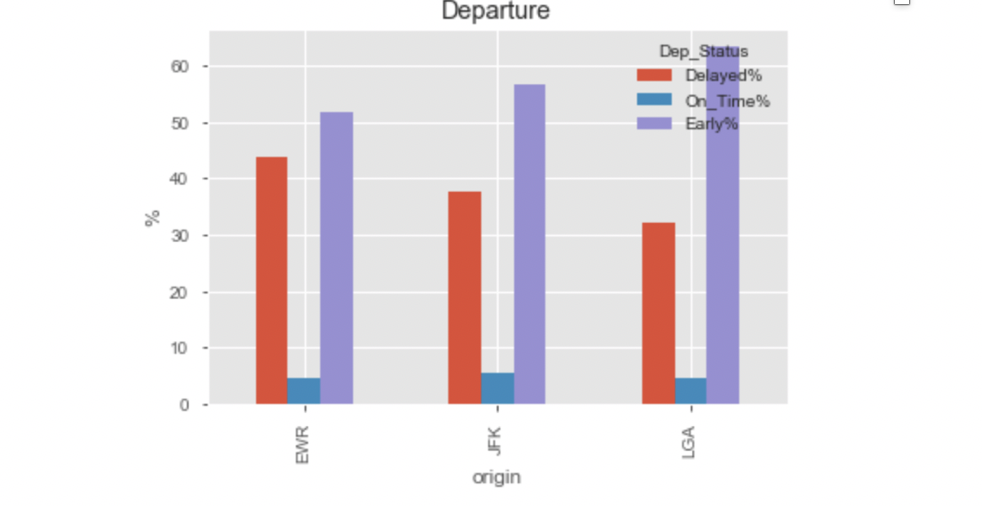 Departure
Dep_Status
Delayed%
On_Time%
Early%
60
50
40
30
20
10
0
%
EWR
JFK
LGA
origin